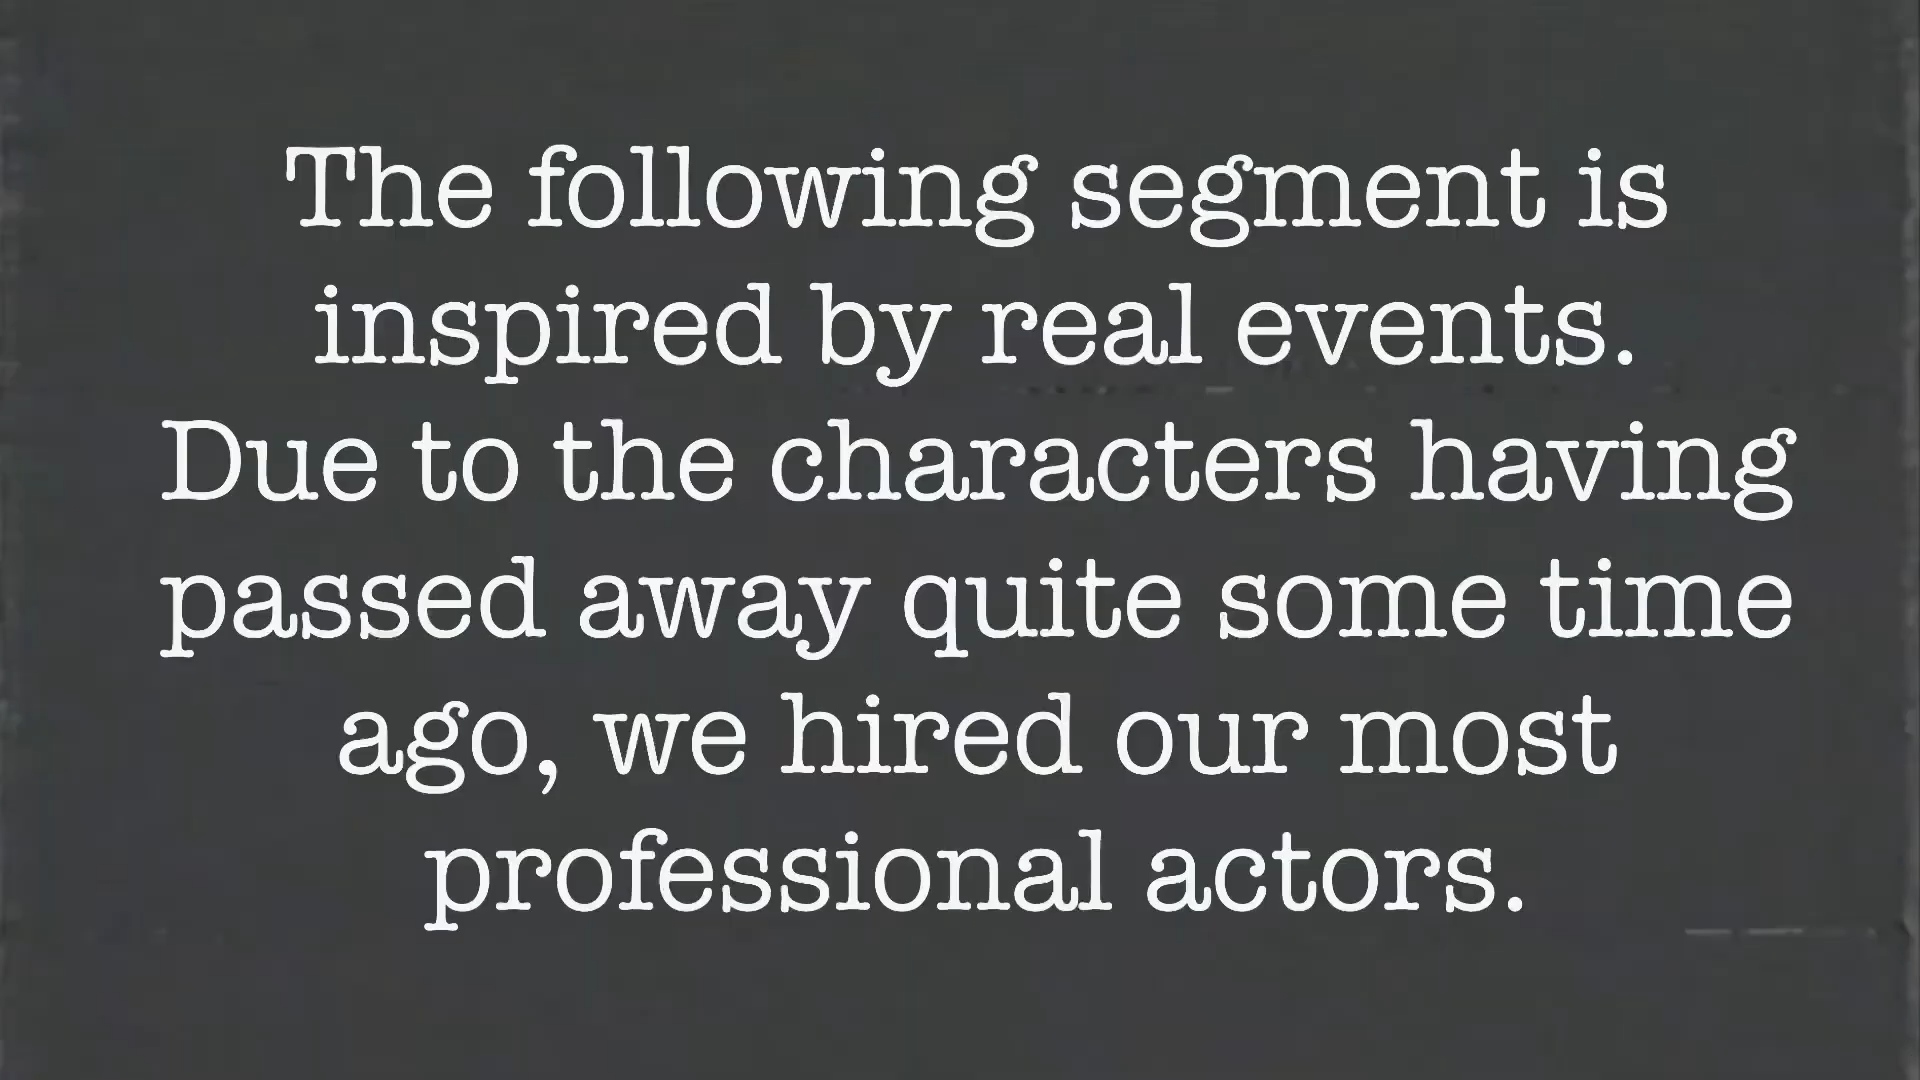 The following segment is
inspired by real events.
Due to the characters having
passed away quite some time
ago, we hired our most
professional actors.